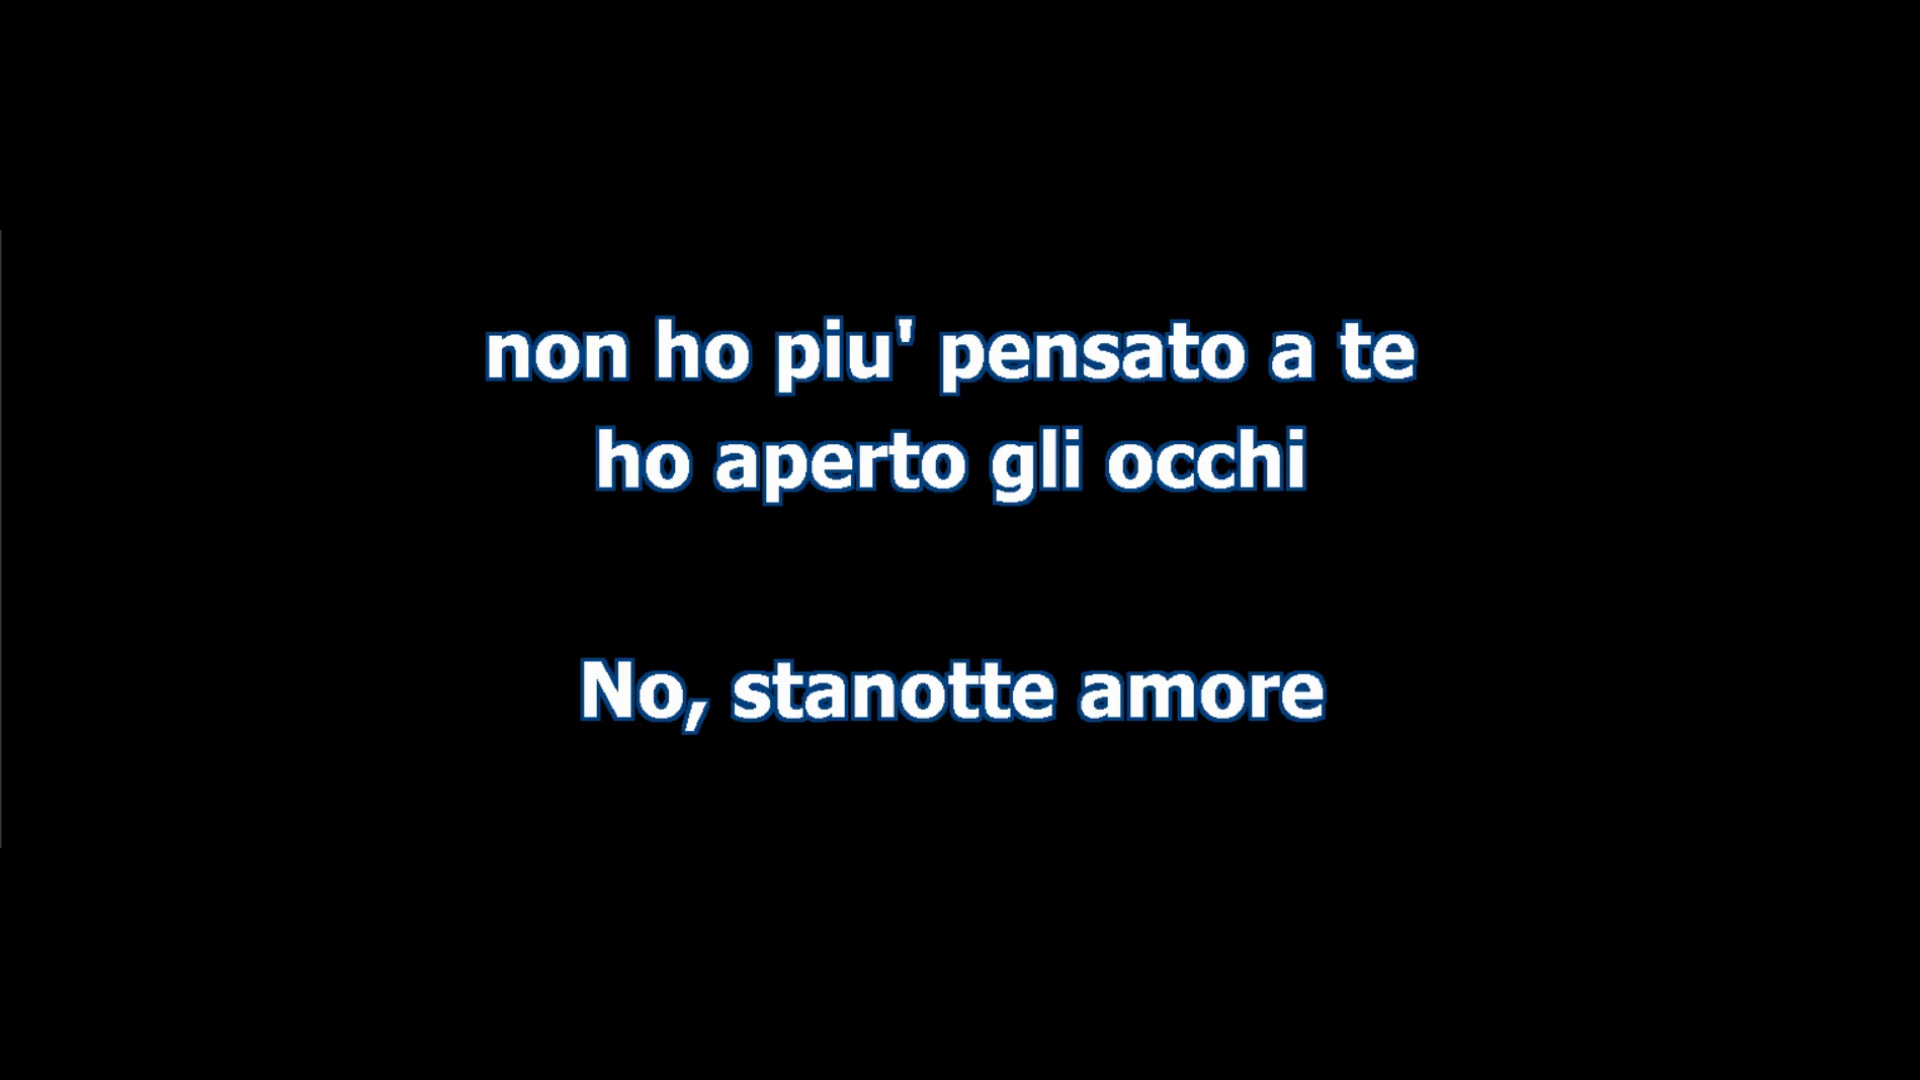 non ho piu' pensato a te
ho aperto gli occhi
No, stanotte amore